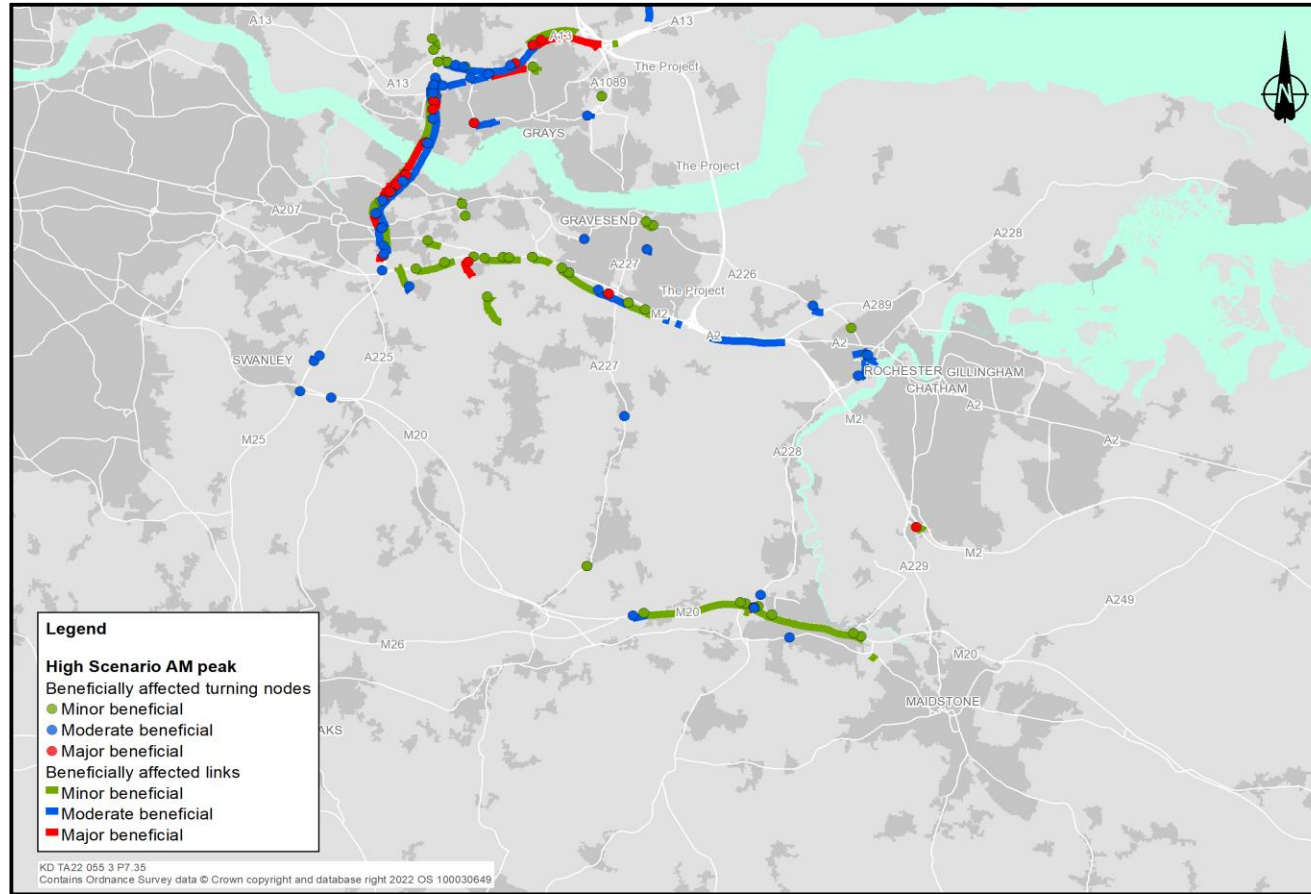 A13
A13
A13
The Project
A13
A1089
GRAYS
The Project
N
A207
GRAVESEND
A228
A227
A226
The Project
A289
M2
A2
A2
SWANLEY
A225
A227
ROCHESTER GILLINGHAM
CHATHAM
A2
M2
A2
M25
M20
A228
M2
A229
A249
M20
M26
M20
MAIDSTONE
AKS
Legend
High Scenario AM peak
Beneficially affected turning nodes
Minor beneficial
Moderate beneficial
Major beneficial
Beneficially affected links
Minor beneficial
Moderate beneficial
Major beneficial
KD TA22 055 3 P7.35
Contains Ordnance Survey data © Crown copyright and database right 2022 OS 100030649